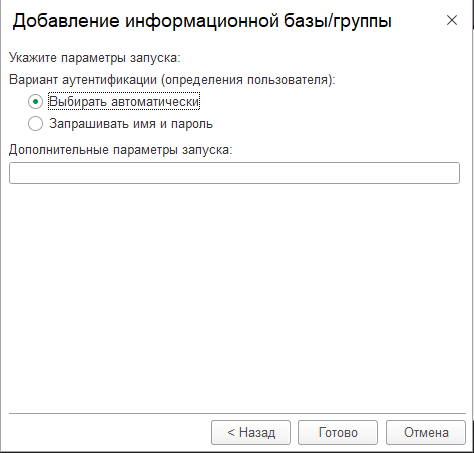 Добавление информационной базы/группы
Укажите параметры запуска:
Вариант аутентификации (определения пользователя):
Выбирать автоматически
Запрашивать имя и пароль
Дополнительные параметры запуска:
< Назад Готово Отмена